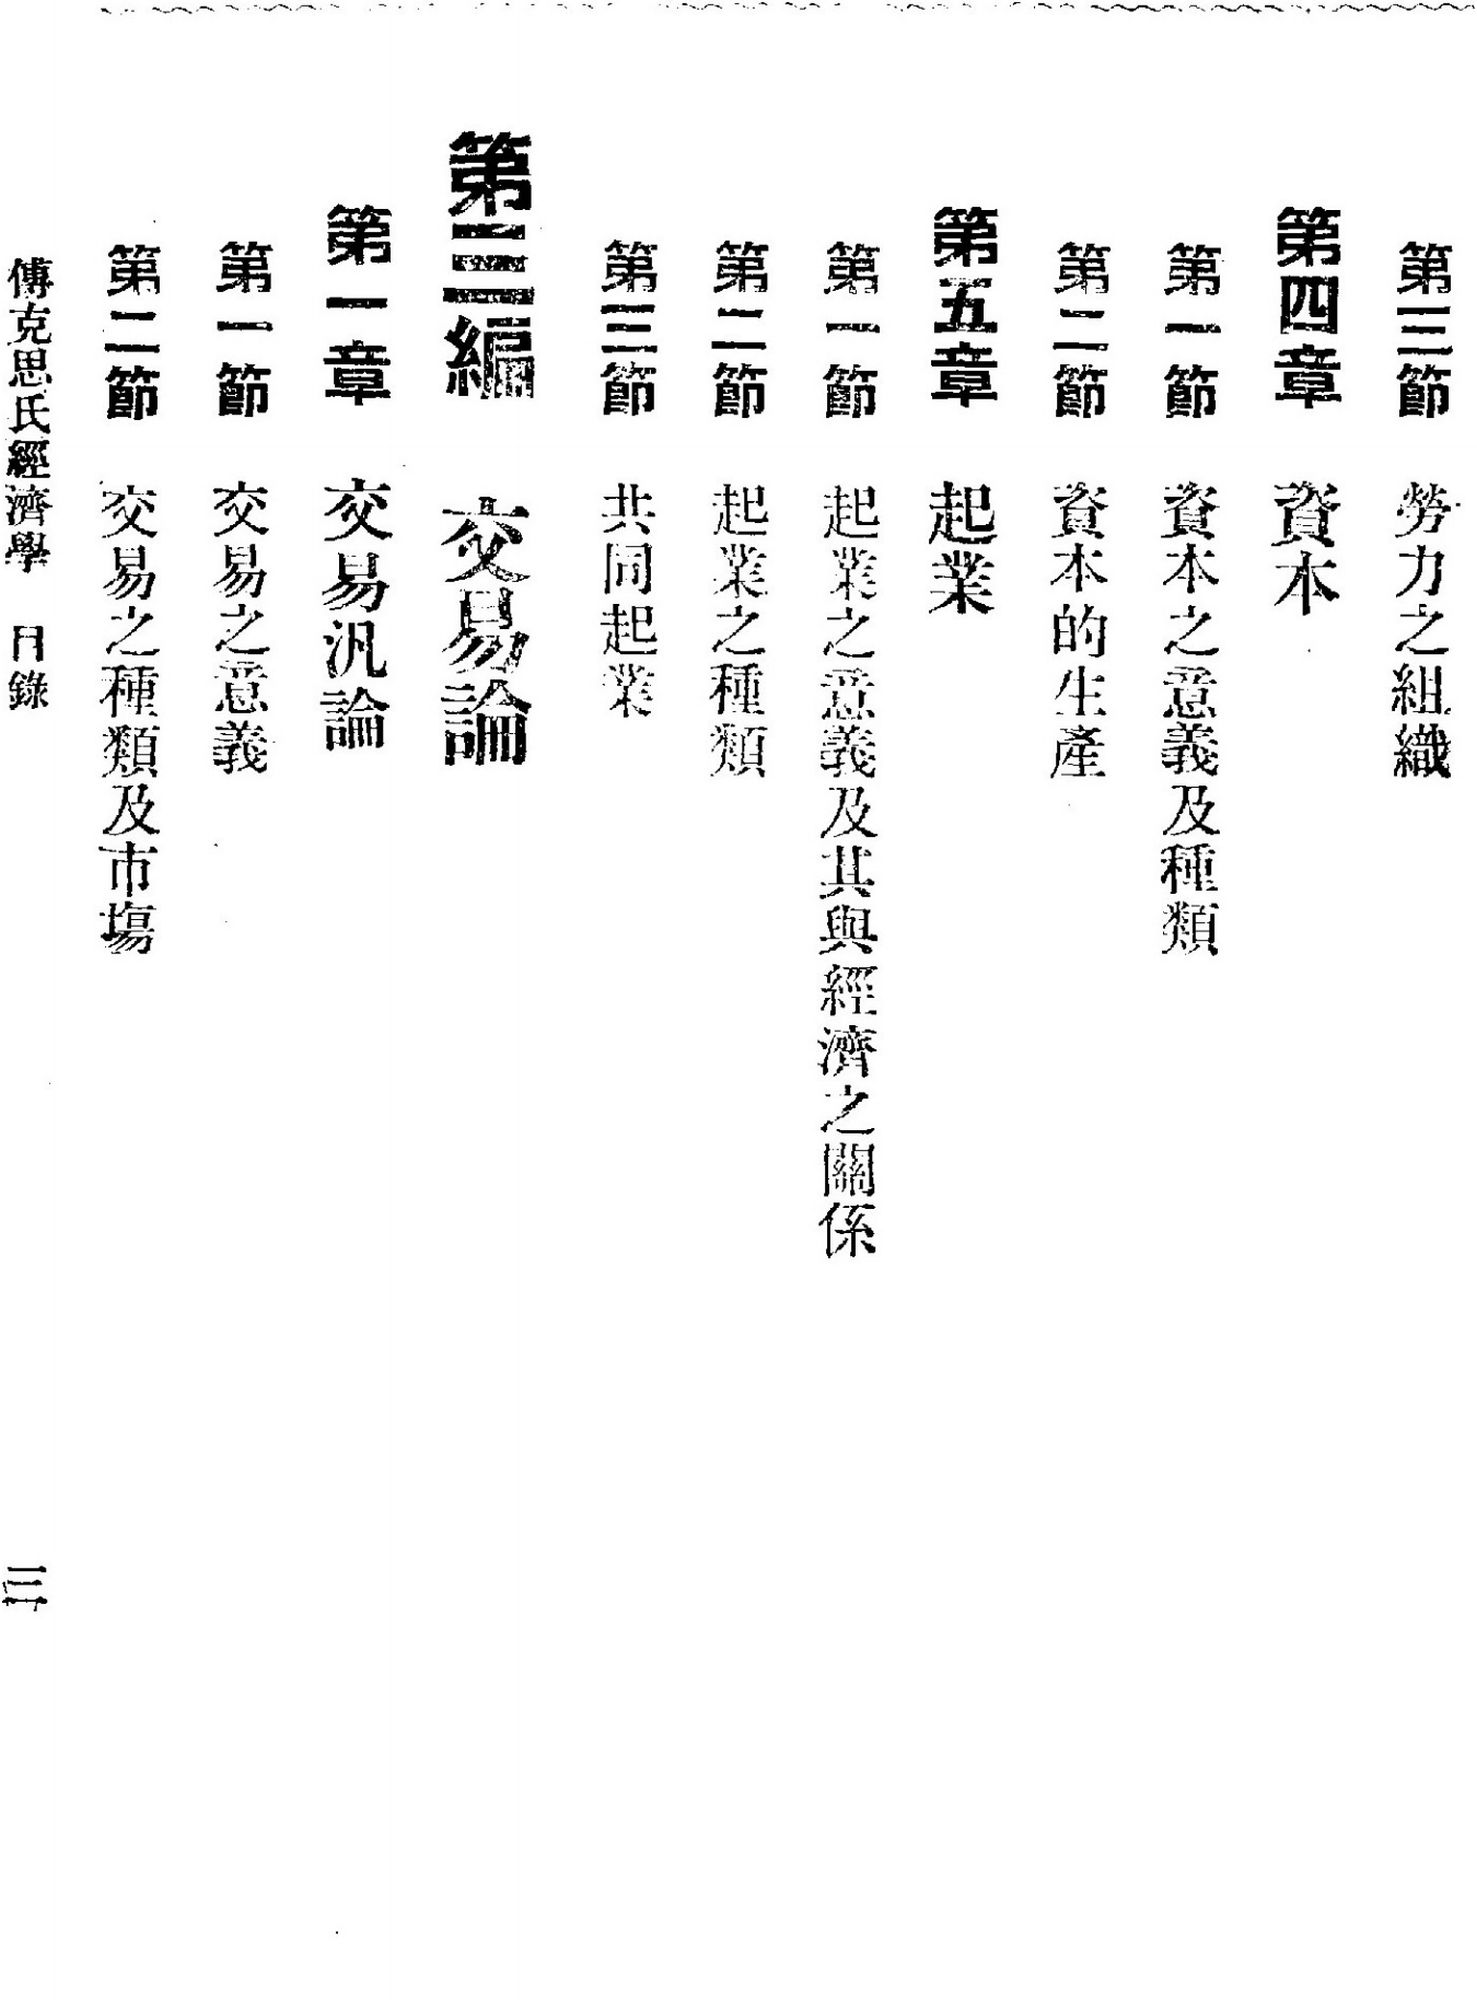 第三節　勞力之組織
第四章　資本
第一節　資本之意義及種類
第二節　資本的生產
第五章　起業
第一節　起業之意義及其與經濟之關係
第二節　起業之種類
第三節　共同起業
第三編　交易論
第一章　交易汎論
第一節　交易之意義
第二節　交易之種類及市場
傅克思氏經濟學　目錄　三